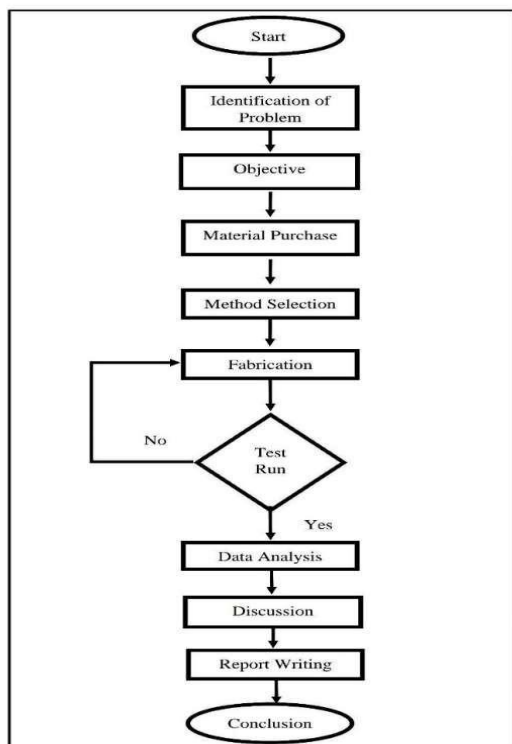 Start
Identification of
Problem
Objective
Material Purchase
Method Selection
Fabrication
No
Test
Run
Yes
Data Analysis
Discussion
Report Writing
Conclusion